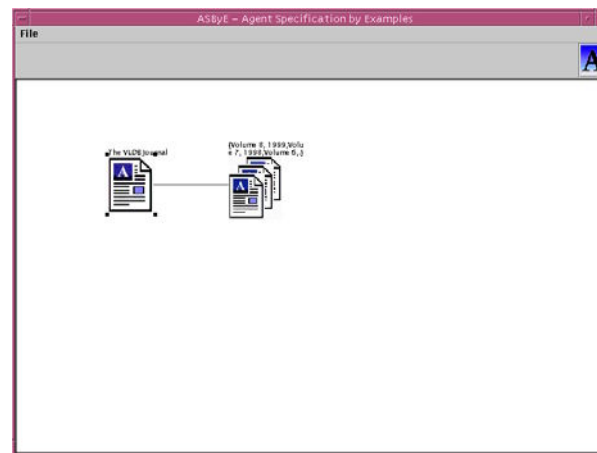 ASByE – Agent Specification by Examples
File
A
The VLDB Journal
{Volume 8, 1999,Volu
e 7, 1998,Volume 6, }
A
A